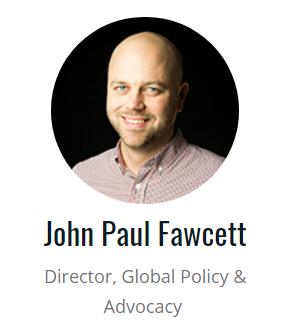 John Paul Fawcett
Director, Global Policy &
Advocacy